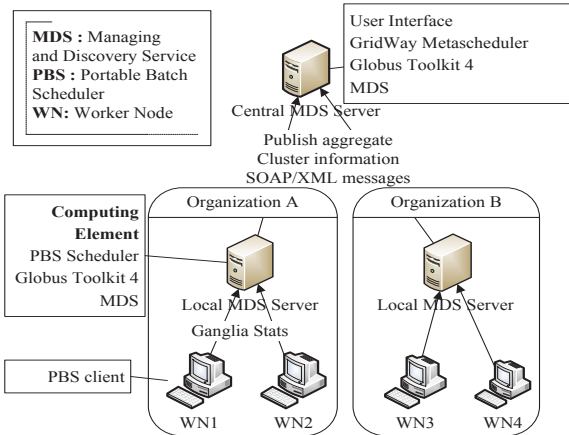 MDS : Managing
and Discovery Service
PBS : Portable Batch
Scheduler
WN: Worker Node
User Interface
GridWay Metascheduler
Globus Toolkit 4
MDS
Central MDS Server
Publish aggregate
Cluster information
SOAP/XML messages
Organization A
Organization B
Computing
Element
PBS Scheduler
Globus Toolkit 4
MDS
Local MDS Server
Local MDS Server
Ganglia Stats
PBS client
WN1
WN2
WN3
WN4